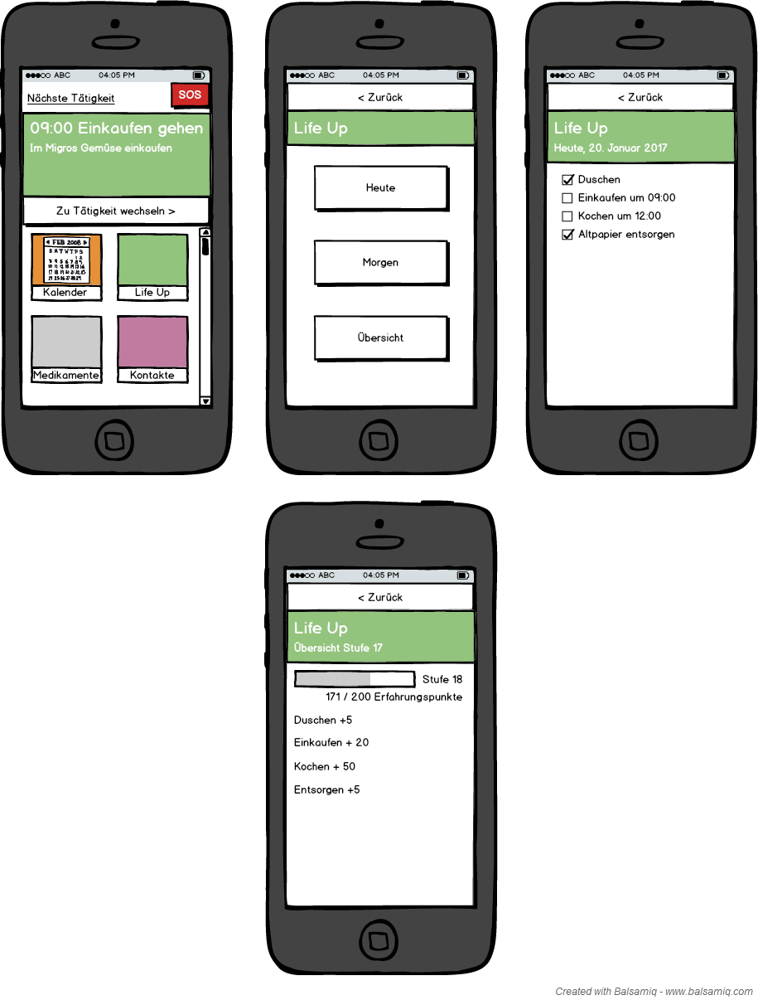 ABC 04:05 PM
Nächste Tätigkeit
SOS
09:00 Einkaufen gehen
Im Migros Gemüse einkaufen
Zu Tätigkeit wechseln >
FEB 2008
S M T W T F S
Kalender
Life Up
Medikamente
Kontakte
ABC 04:05 PM
< Zurück
Life Up
Heute
Morgen
Übersicht
ABC 04:05 PM
< Zurück
Life Up
Heute, 20. Januar 2017
Duschen
Einkaufen um 09:00
Kochen um 12:00
Altpapier entsorgen
ABC 04:05 PM
< Zurück
Life Up
Übersicht Stufe 17
Stufe 18
171 / 200 Erfahrungspunkte
Duschen +5
Einkaufen + 20
Kochen + 50
Entsorgen +5
Created with Balsamiq - www.balsamiq.com